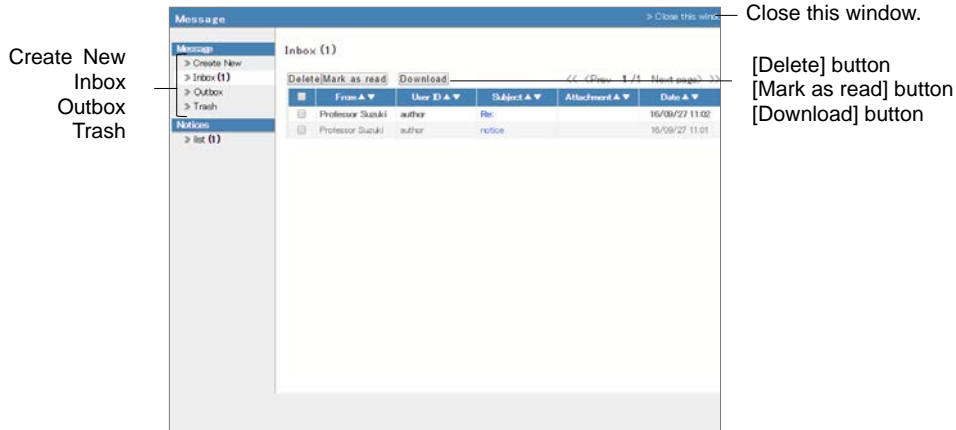 Message
≫ Close this wind
Close this window.
Create New
Inbox
Outbox
Trash
Message
≫ Create New
≫ Inbox (1)
≫ Outbox
≫ Trash
Notices
≫ list (1)
Inbox (1)
Delete Mark as read Download << <Prev 1 /1 Next page> >>
From ▲ ▼ User ID ▲ ▼ Subject ▲ ▼ Attachment ▲ ▼ Date ▲ ▼
Professor Suzuki author Re: 16/09/27 11:02
Professor Suzuki author notice 16/09/27 11:01
[Delete] button
[Mark as read] button
[Download] button